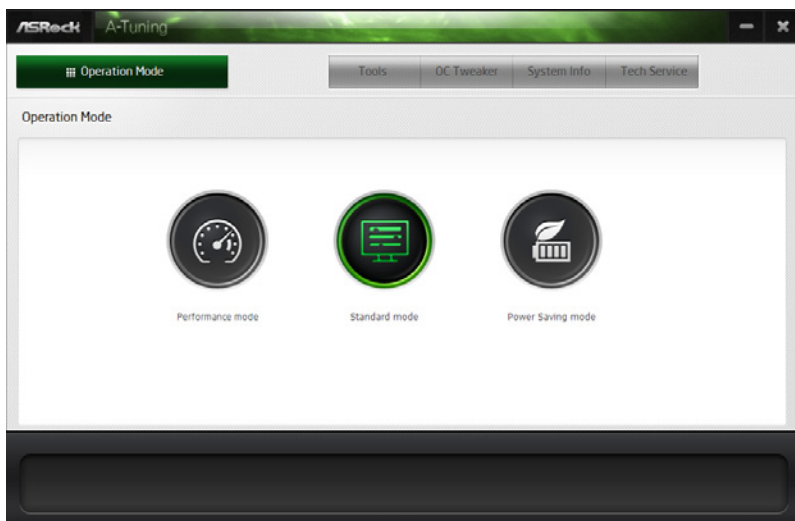 ASRock A-Tuning
Operation Mode Tools OC Tweaker System Info Tech Service
Operation Mode
Performance mode Standard mode Power Saving mode